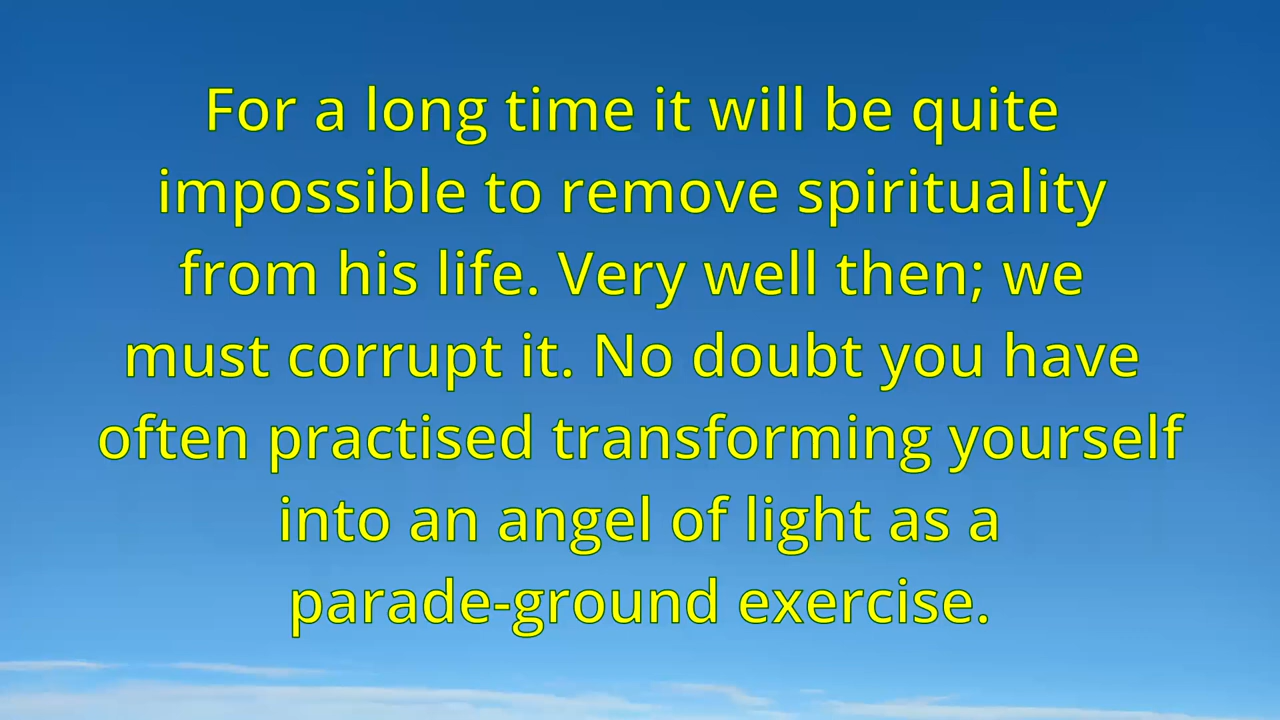 For a long time it will be quite
impossible to remove spirituality
from his life. Very well then; we
must corrupt it. No doubt you have
often practised transforming yourself
into an angel of light as a
parade-ground exercise.